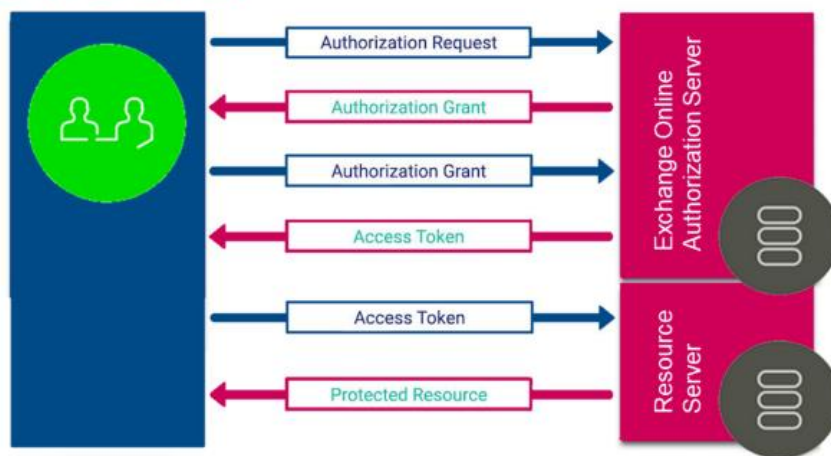 Authorization Request
Authorization Grant
Authorization Grant
Access Token
Access Token
Protected Resource
Exchange Online
Authorization Server
Resource
Server